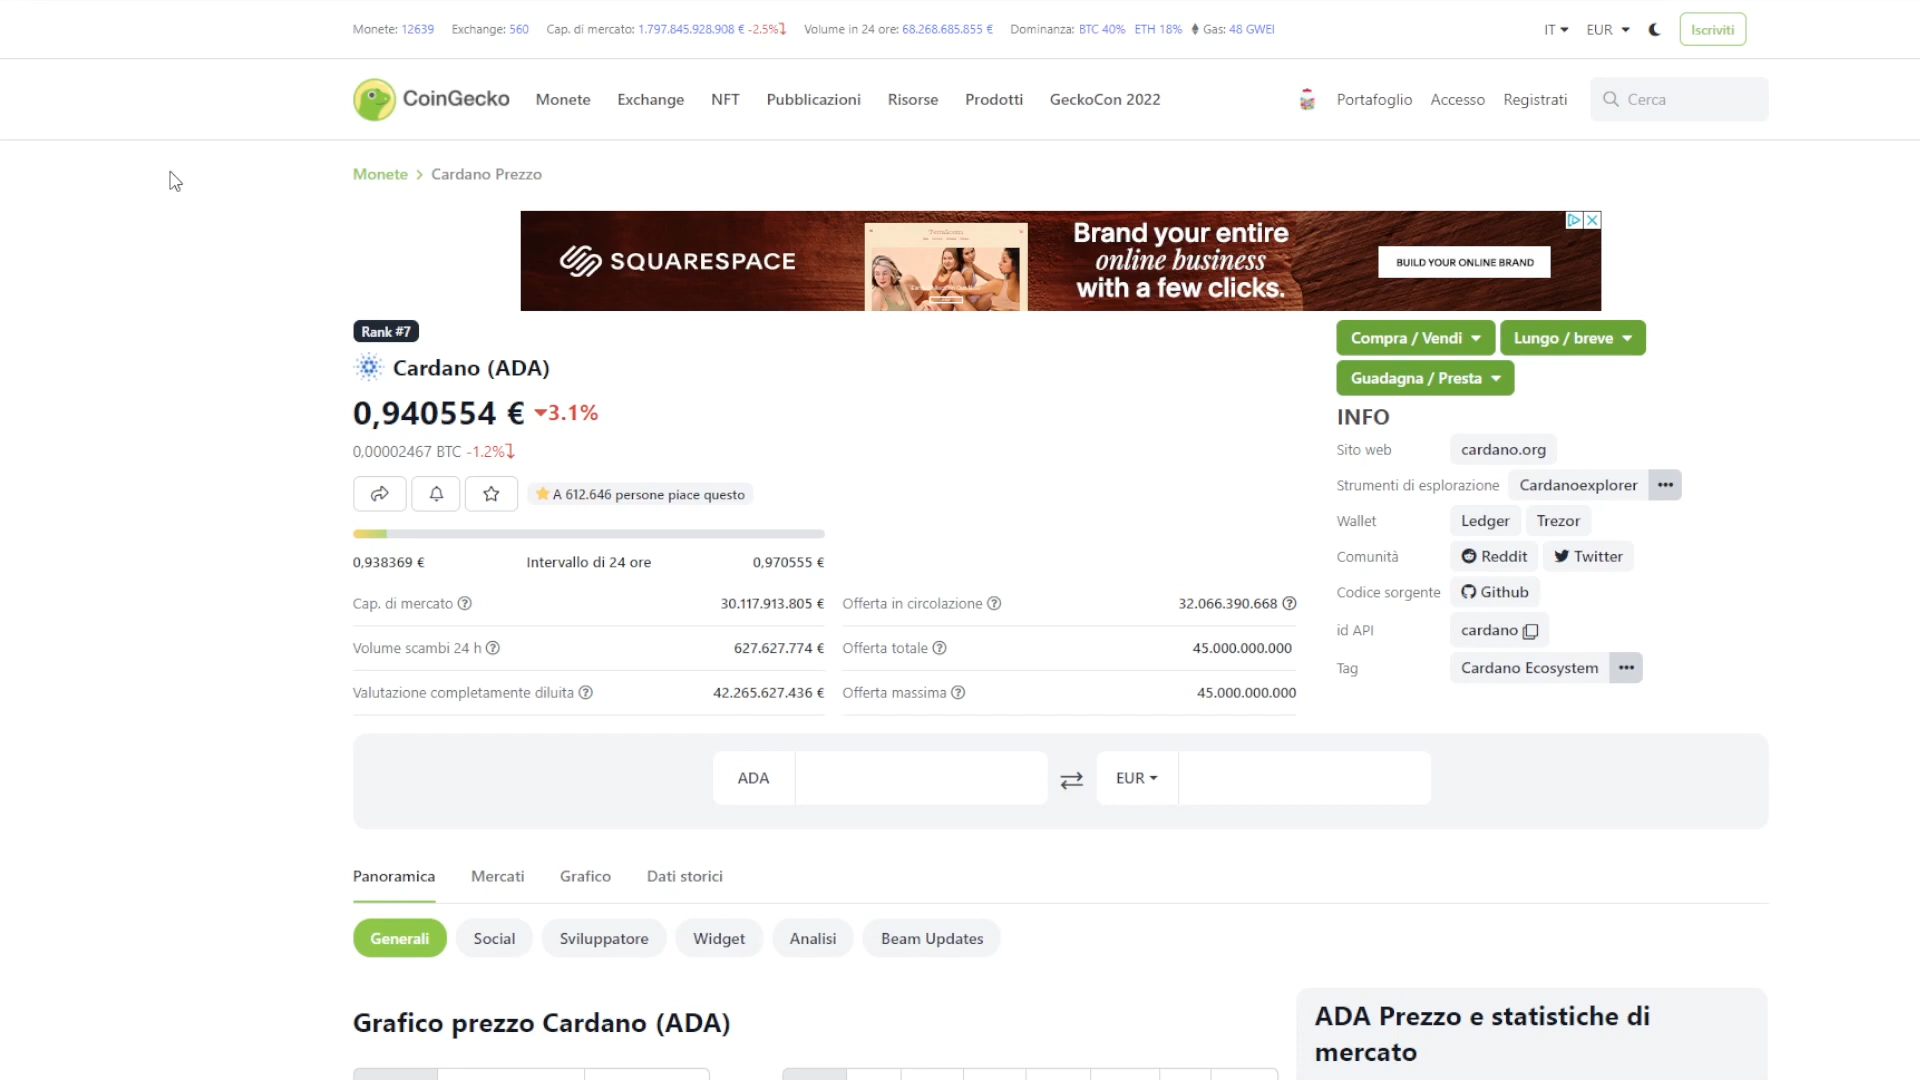 Monete: 12639 Exchange: 560 Cap. di mercato: 1.797.845.928.908 € -2.5% Volume in 24 ore: 68.268.685.855 € Dominanza: BTC 40% ETH 18% Gas: 48 GWEI IT EUR Iscriviti
CoinGecko Monete Exchange NFT Pubblicazioni Risorse Prodotti GeckoCon 2022 Portafoglio Accesso Registrati Cerca
Monete > Cardano Prezzo
SQUARESPACE
Brand your entire
online business
with a few clicks.
BUILD YOUR ONLINE BRAND
Rank #7
Cardano (ADA)
0,940554 € 3.1%
0,00002467 BTC -1.2%
A 612.646 persone piace questo
0,938369 € Intervallo di 24 ore 0,970555 €
Cap. di mercato 30.117.913.805 € Offerta in circolazione 32.066.390.668
Volume scambi 24 h 627.627.774 € Offerta totale 45.000.000.000
Valutazione completamente diluita 42.265.627.436 € Offerta massima 45.000.000.000
Compra / Vendi Lungo / breve
Guadagna / Presta
INFO
Sito web cardano.org
Strumenti di esplorazione Cardanoexplorer •••
Wallet Ledger Trezor
Comunità Reddit Twitter
Codice sorgente Github
id API cardano
Tag Cardano Ecosystem •••
ADA EUR
Panoramica Mercati Grafico Dati storici
Generali Social Sviluppatore Widget Analisi Beam Updates
Grafico prezzo Cardano (ADA)
ADA Prezzo e statistiche di
mercato